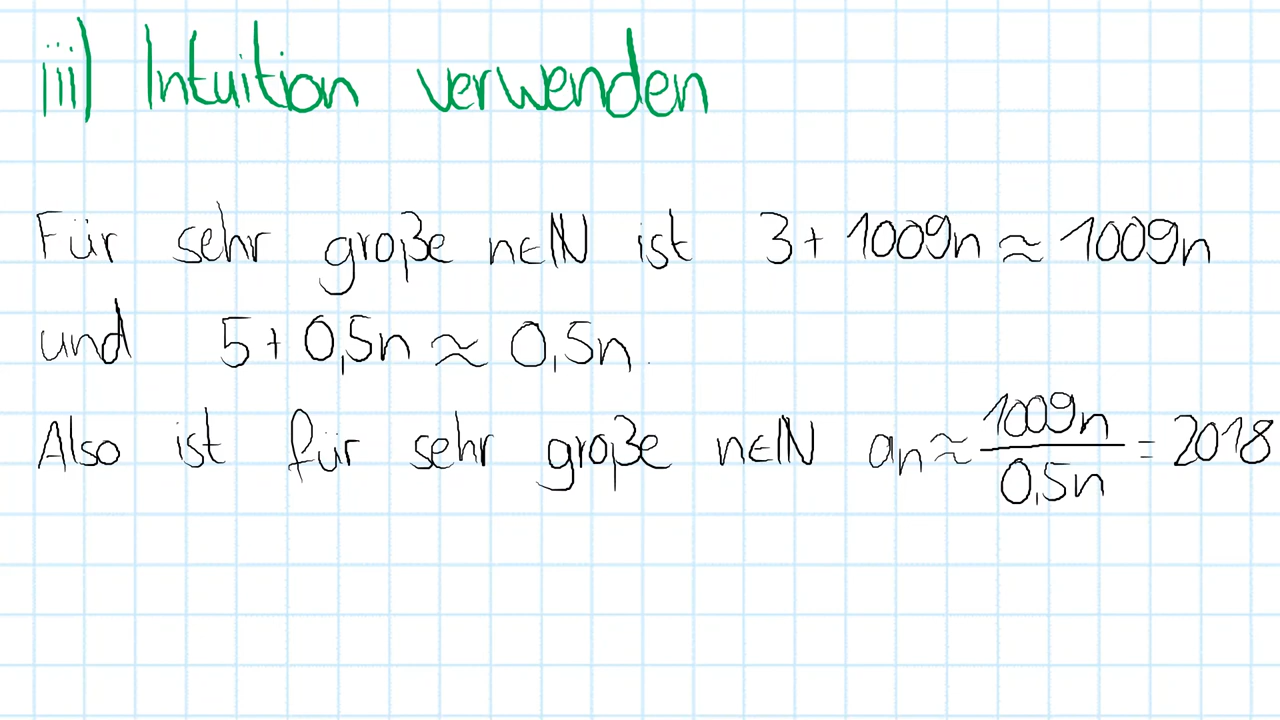 iii) Intuition verwenden
Für sehr große n∈ℕ ist 3+1009n ≈ 1009n
und 5+0,5n ≈ 0,5n.
Also ist für sehr große n∈ℕ aₙ ≈ 1009n/0,5n = 2018